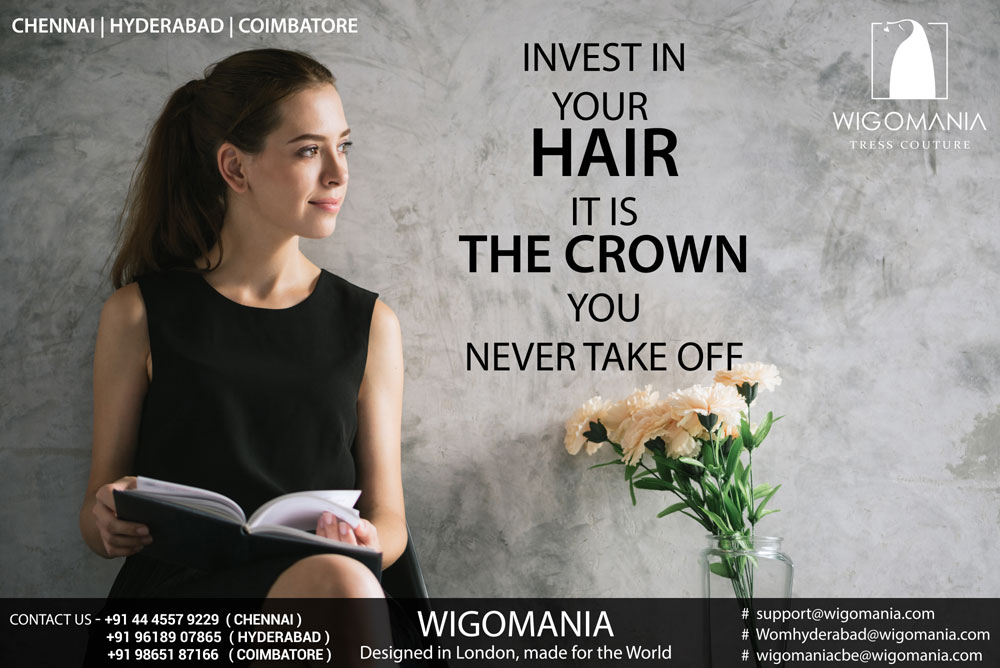 CHENNAI | HYDERABAD | COIMBATORE
INVEST IN
YOUR
HAIR
IT IS
THE CROWN
YOU
NEVER TAKE OFF
WIGOMANIA
TRESS COUTURE
CONTACT US - +91 44 4557 9229 ( CHENNAI )
+91 96189 07865 ( HYDERABAD )
+91 98651 87166 ( COIMBATORE )
WIGOMANIA
Designed in London, made for the World
# support@wigomania.com
# Womhyderabad@wigomania.com
# wigomaniacbe@wigomania.com